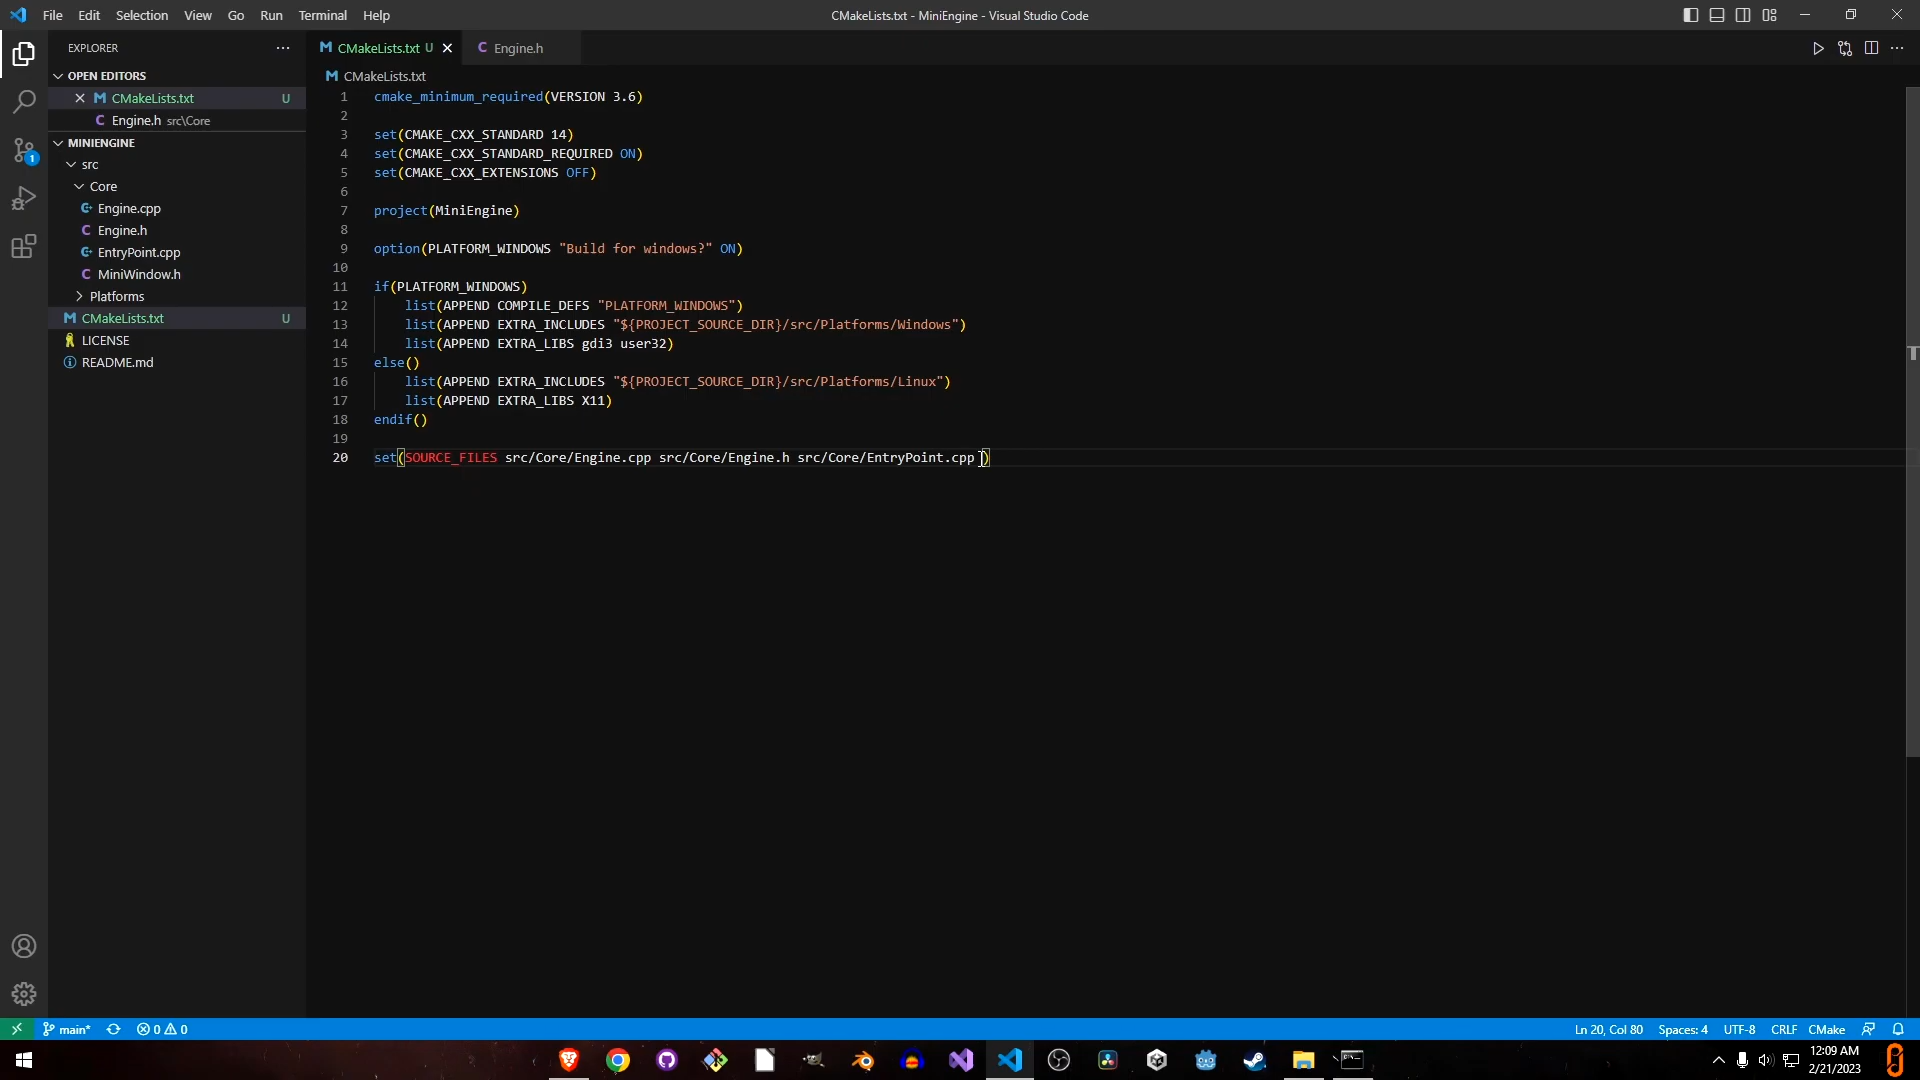 File Edit Selection View Go Run Terminal Help
CMakeLists.txt - MiniEngine - Visual Studio Code
EXPLORER
OPEN EDITORS
CMakeLists.txt U
Engine.h src\Core
MINIENGINE
src
Core
Engine.cpp
Engine.h
EntryPoint.cpp
MiniWindow.h
Platforms
CMakeLists.txt U
LICENSE
README.md
1
CMakeLists.txt U
Engine.h
CMakeLists.txt
1 cmake_minimum_required(VERSION 3.6)
2
3 set(CMAKE_CXX_STANDARD 14)
4 set(CMAKE_CXX_STANDARD_REQUIRED ON)
5 set(CMAKE_CXX_EXTENSIONS OFF)
6
7 project(MiniEngine)
8
9 option(PLATFORM_WINDOWS "Build for windows?" ON)
10
11 if(PLATFORM_WINDOWS)
12 list(APPEND COMPILE_DEFS "PLATFORM_WINDOWS")
13 list(APPEND EXTRA_INCLUDES "${PROJECT_SOURCE_DIR}/src/Platforms/Windows")
14 list(APPEND EXTRA_LIBS gdi3 user32)
15 else()
16 list(APPEND EXTRA_INCLUDES "${PROJECT_SOURCE_DIR}/src/Platforms/Linux")
17 list(APPEND EXTRA_LIBS X11)
18 endif()
19
20 set(SOURCE_FILES src/Core/Engine.cpp src/Core/Engine.h src/Core/EntryPoint.cpp )
main* 0 0
Ln 20, Col 80 Spaces: 4 UTF-8 CRLF CMake
12:09 AM
2/21/2023